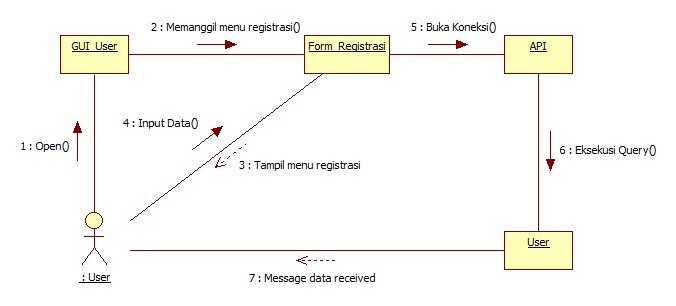 2 : Memanggil menu registrasi()
5 : Buka Koneksi()
GUI_User
Form_Registrasi
API
4 : Input Data()
1 : Open()
3 : Tampil menu registrasi
6 : Eksekusi Query()
User
: User
7 : Message data received